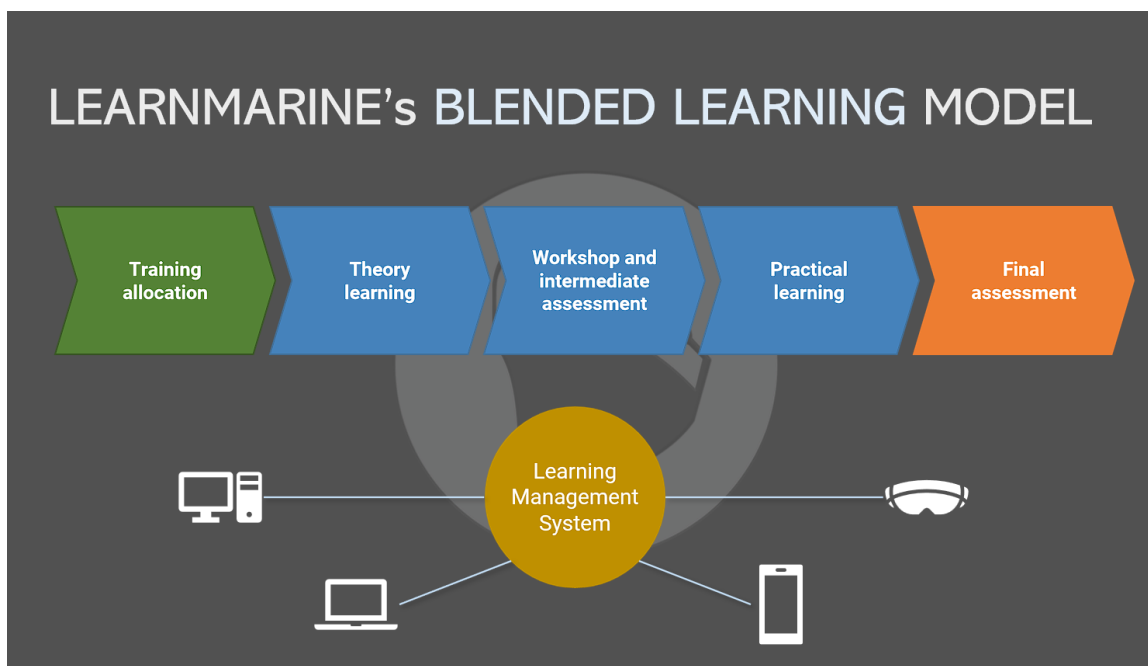 LEARNMARINE's BLENDED LEARNING MODEL
Training
allocation
Theory
learning
Workshop and
intermediate
assessment
Practical
learning
Final
assessment
Learning
Management
System